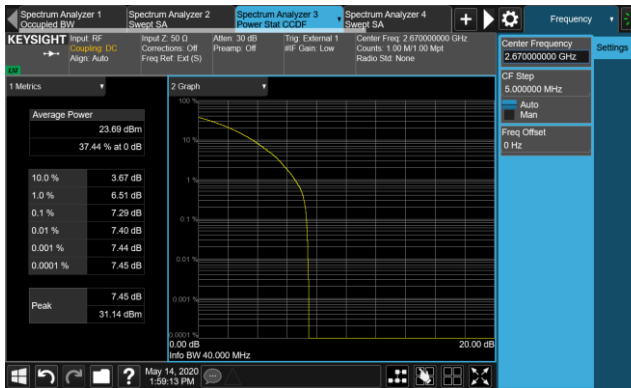 Spectrum Analyzer 1
Occupied BW
Spectrum Analyzer 2
Swept SA
Spectrum Analyzer 3
Power Stat CCDF
Spectrum Analyzer 4
Swept SA
Frequency
KEYSIGHT
Input: RF
Coupling: DC
Align: Auto
Input Z: 50 Ω
Corrections: Off
Freq Ref: Ext (S)
Atten: 30 dB
Preamp: Off
Trig: External 1
#IF Gain: Low
Center Freq: 2.670000000 GHz
Counts: 1.00 M/1.00 Mpt
Radio Std: None
LXI
Center Frequency
2.670000000 GHz
Settings
CF Step
5.000000 MHz
Auto
Man
Freq Offset
0 Hz
1 Metrics
Average Power
23.69 dBm
37.44 % at 0 dB
10.0 % 3.67 dB
1.0 % 6.51 dB
0.1 % 7.29 dB
0.01 % 7.40 dB
0.001 % 7.44 dB
0.0001 % 7.45 dB
Peak
7.45 dB
31.14 dBm
2 Graph
100 %
10 %
1 %
0.1 %
0.01 %
0.001 %
0.0001 %
0.00 dB
20.00 dB
Info BW 40.000 MHz
May 14, 2020
1:59:13 PM